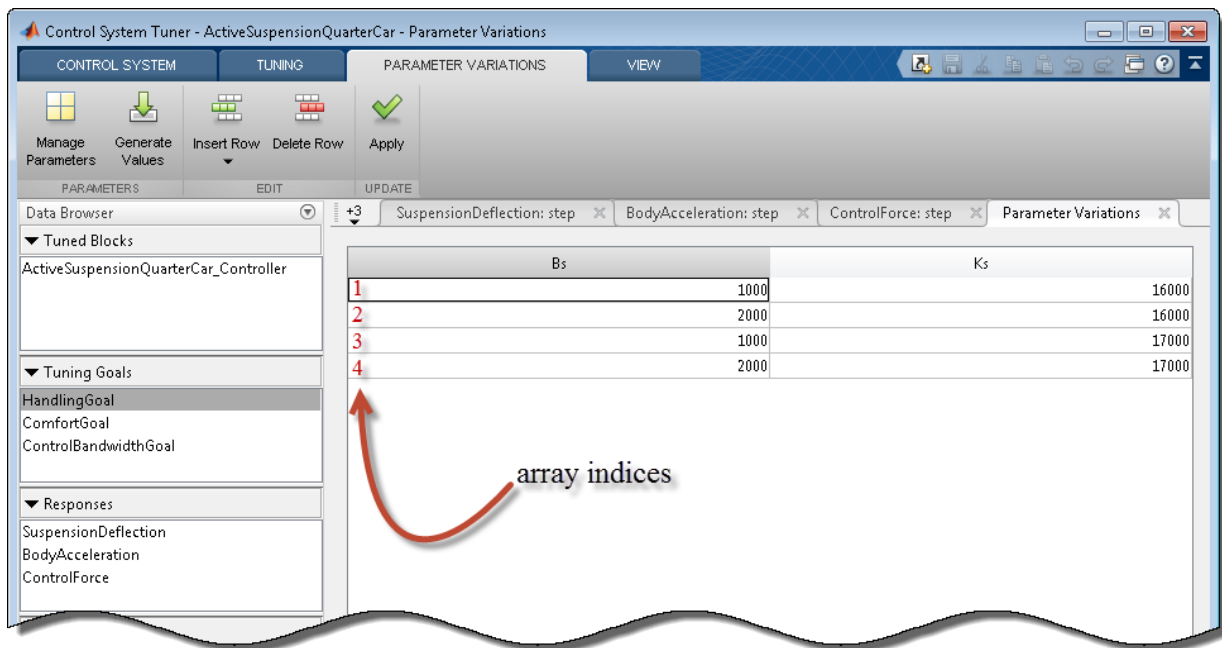 Control System Tuner - ActiveSuspensionQuarterCar - Parameter Variations
CONTROL SYSTEM TUNING PARAMETER VARIATIONS VIEW
Manage Parameters
Generate Values
Insert Row
Delete Row
Apply
PARAMETERS EDIT UPDATE
Data Browser
+3 SuspensionDeflection: step BodyAcceleration: step ControlForce: step Parameter Variations
Tuned Blocks
ActiveSuspensionQuarterCar_Controller
Tuning Goals
HandlingGoal
ComfortGoal
ControlBandwidthGoal
Responses
SuspensionDeflection
BodyAcceleration
ControlForce
Bs Ks
1 1000 16000
2 2000 16000
3 1000 17000
4 2000 17000
array indices